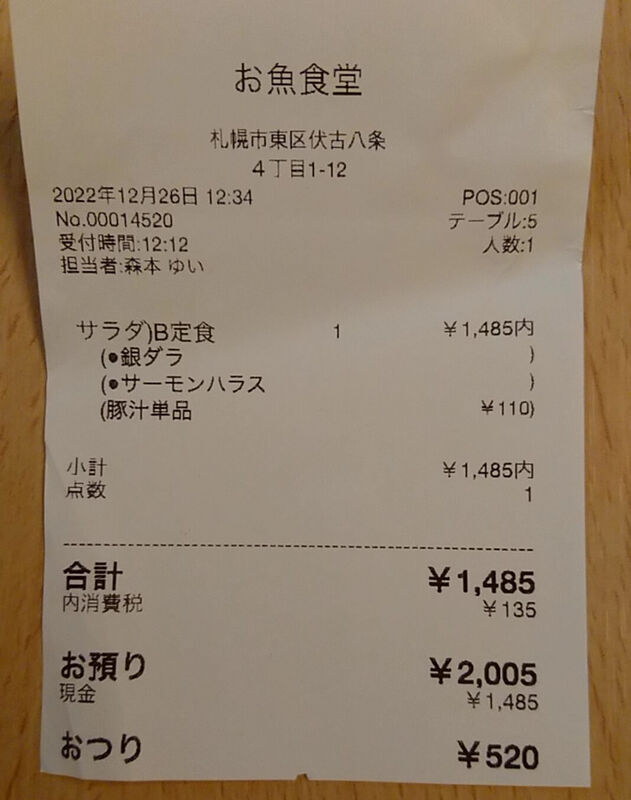 お魚食堂
札幌市東区伏古八条
4丁目1-12
2022年12月26日 12:34 POS:001
No.00014520 テーブル:5
受付時間:12:12 人数:1
担当者:森本 ゆい
サラダ)B定食 1 ¥1,485内
(●銀ダラ )
(●サーモンハラス )
(豚汁単品 ¥110)
小計 ¥1,485内
点数 1
合計 ¥1,485
内消費税 ¥135
お預り ¥2,005
現金 ¥1,485
おつり ¥520